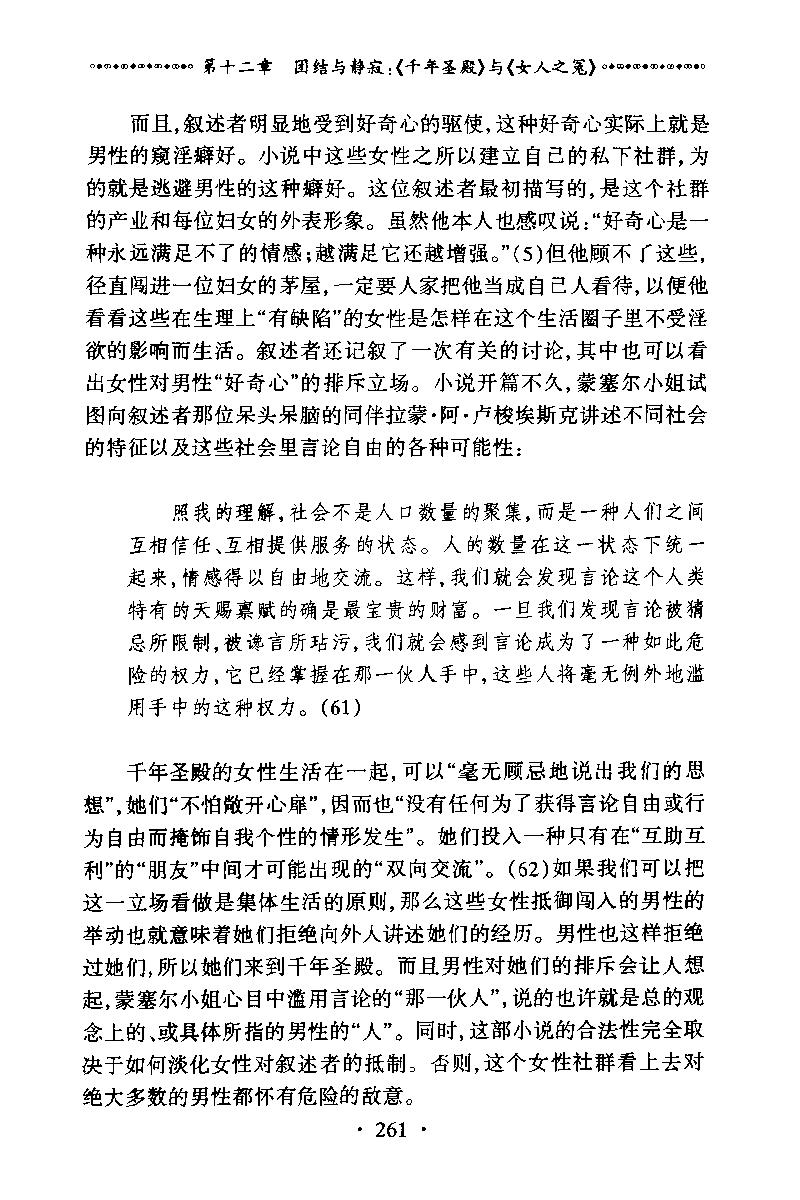 第十二章 团结与静寂:《千年圣殿》与《女人之冤》
而且,叙述者明显地受到好奇心的驱使,这种好奇心实际上就是
男性的窥淫癖好。小说中这些女性之所以建立自己的私下社群,为
的就是逃避男性的这种癖好。这位叙述者最初描写的,是这个社群
的产业和每位妇女的外表形象。虽然他本人也感叹说:“好奇心是一
种永远满足不了的情感;越满足它还越增强。”(5)但他顾不了这些,
径直闯进一位妇女的茅屋,一定要人家把他当成自己人看待,以便他
看看这些在生理上“有缺陷”的女性是怎样在这个生活圈子里不受淫
欲的影响而生活。叙述者还记叙了一次有关的讨论,其中也可以看
出女性对男性“好奇心”的排斥立场。小说开篇不久,蒙塞尔小姐试
图向叙述者那位呆头呆脑的同伴拉蒙·阿·卢梭埃斯克讲述不同社会
的特征以及这些社会里言论自由的各种可能性:
照我的理解,社会不是人口数量的聚集,而是一种人们之间
互相信任、互相提供服务的状态。人的数量在这一状态下统一
起来,情感得以自由地交流。这样,我们就会发现言论这个人类
特有的天赐禀赋的确是最宝贵的财富。一旦我们发现言论被猜
忌所限制,被谗言所玷污,我们就会感到言论成为了一种如此危
险的权力,它已经掌握在那一伙人手中,这些人将毫无例外地滥
用手中的这种权力。(61)
千年圣殿的女性生活在一起,可以“毫无顾忌地说出我们的思
想”,她们“不怕敞开心扉”,因而也“没有任何为了获得言论自由或行
为自由而掩饰自我个性的情形发生”。她们投入一种只有在“互助互
利”的“朋友”中间才可能出现的“双向交流”。(62)如果我们可以把
这一立场看做是集体生活的原则,那么这些女性抵御闯入的男性的
举动也就意味着她们拒绝向外人讲述她们的经历。男性也这样拒绝
过她们,所以她们来到千年圣殿。而且男性对她们的排斥会让人想
起,蒙塞尔小姐心目中滥用言论的“那一伙人”,说的也许就是总的观
念上的、或具体所指的男性的“人”。同时,这部小说的合法性完全取
决于如何淡化女性对叙述者的抵制。否则,这个女性社群看上去对
绝大多数的男性都怀有危险的敌意。
· 261 ·